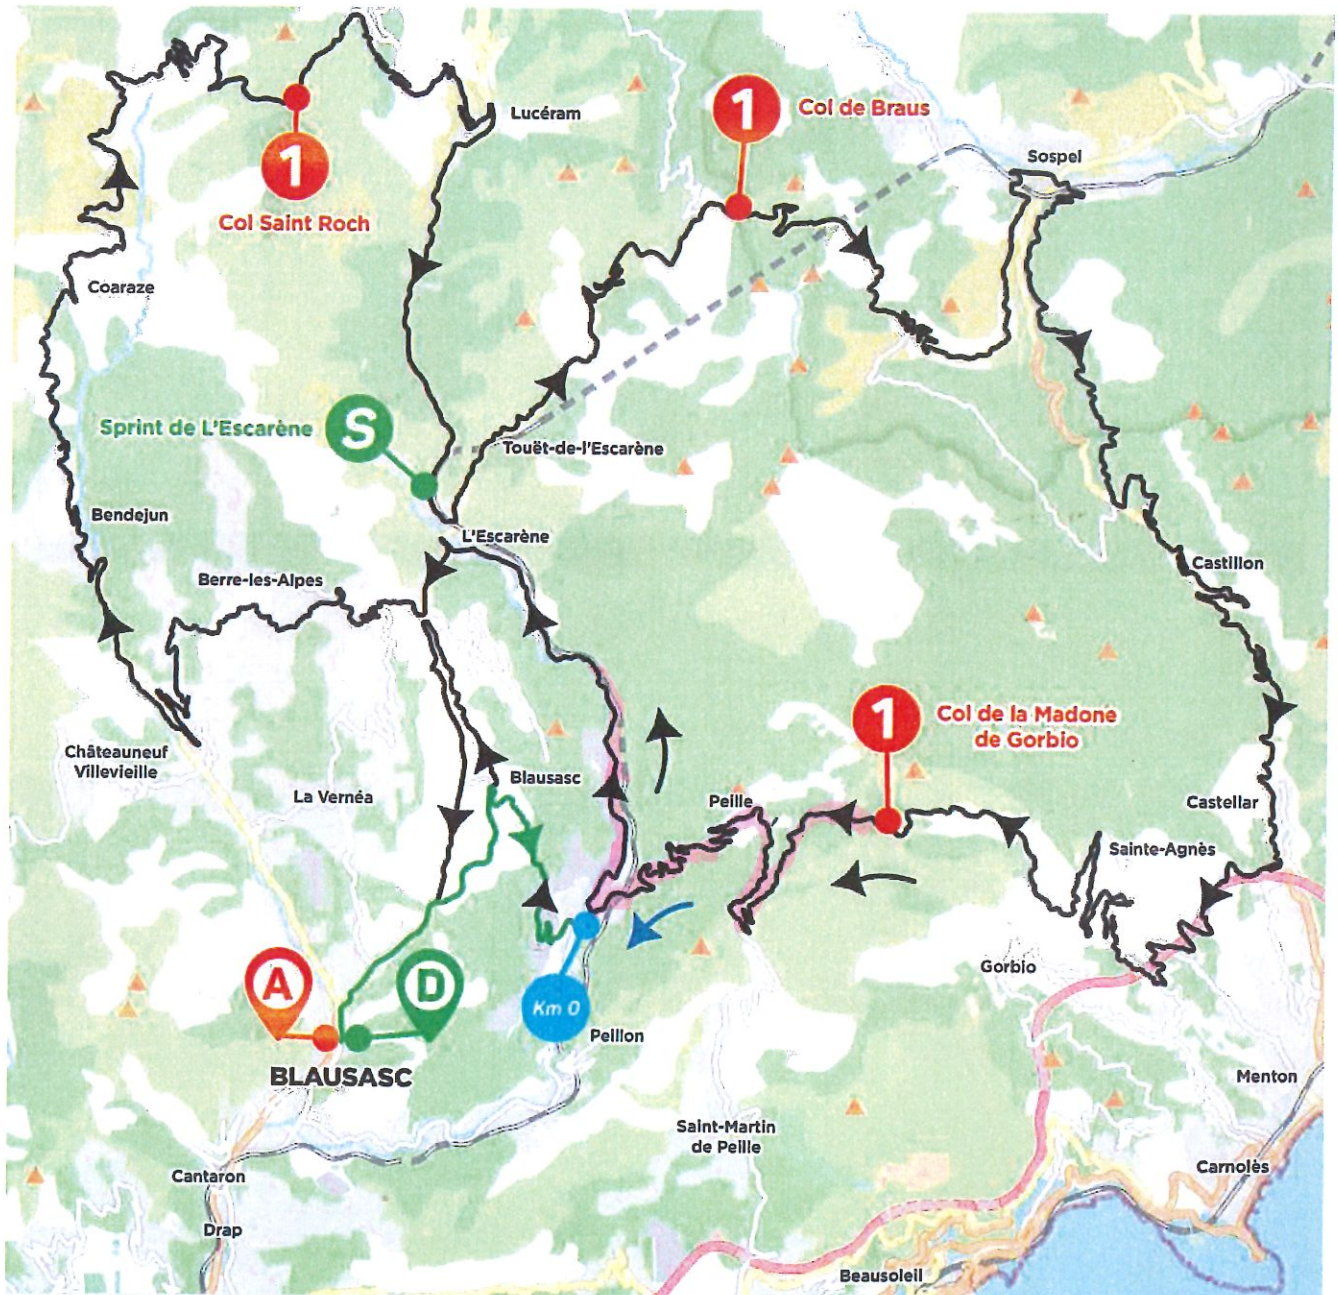 Lucéram
1
Col de Braus
Sospel
1
Col Saint Roch
Coaraze
S
Sprint de L'Escarène
Touët-de-l'Escarène
Bendejun
L'Escarène
Castillon
Berre-les-Alpes
1
Col de la Madone
de Gorbio
Châteauneuf
Villevieille
Blausasc
La Vernéa
Peille
Castellar
Sainte-Agnès
A
D
Gorbio
Km 0
Peillon
BLAUSASC
Menton
Saint-Martin
de Peille
Cantaron
Carnolès
Drap
Beausoleil